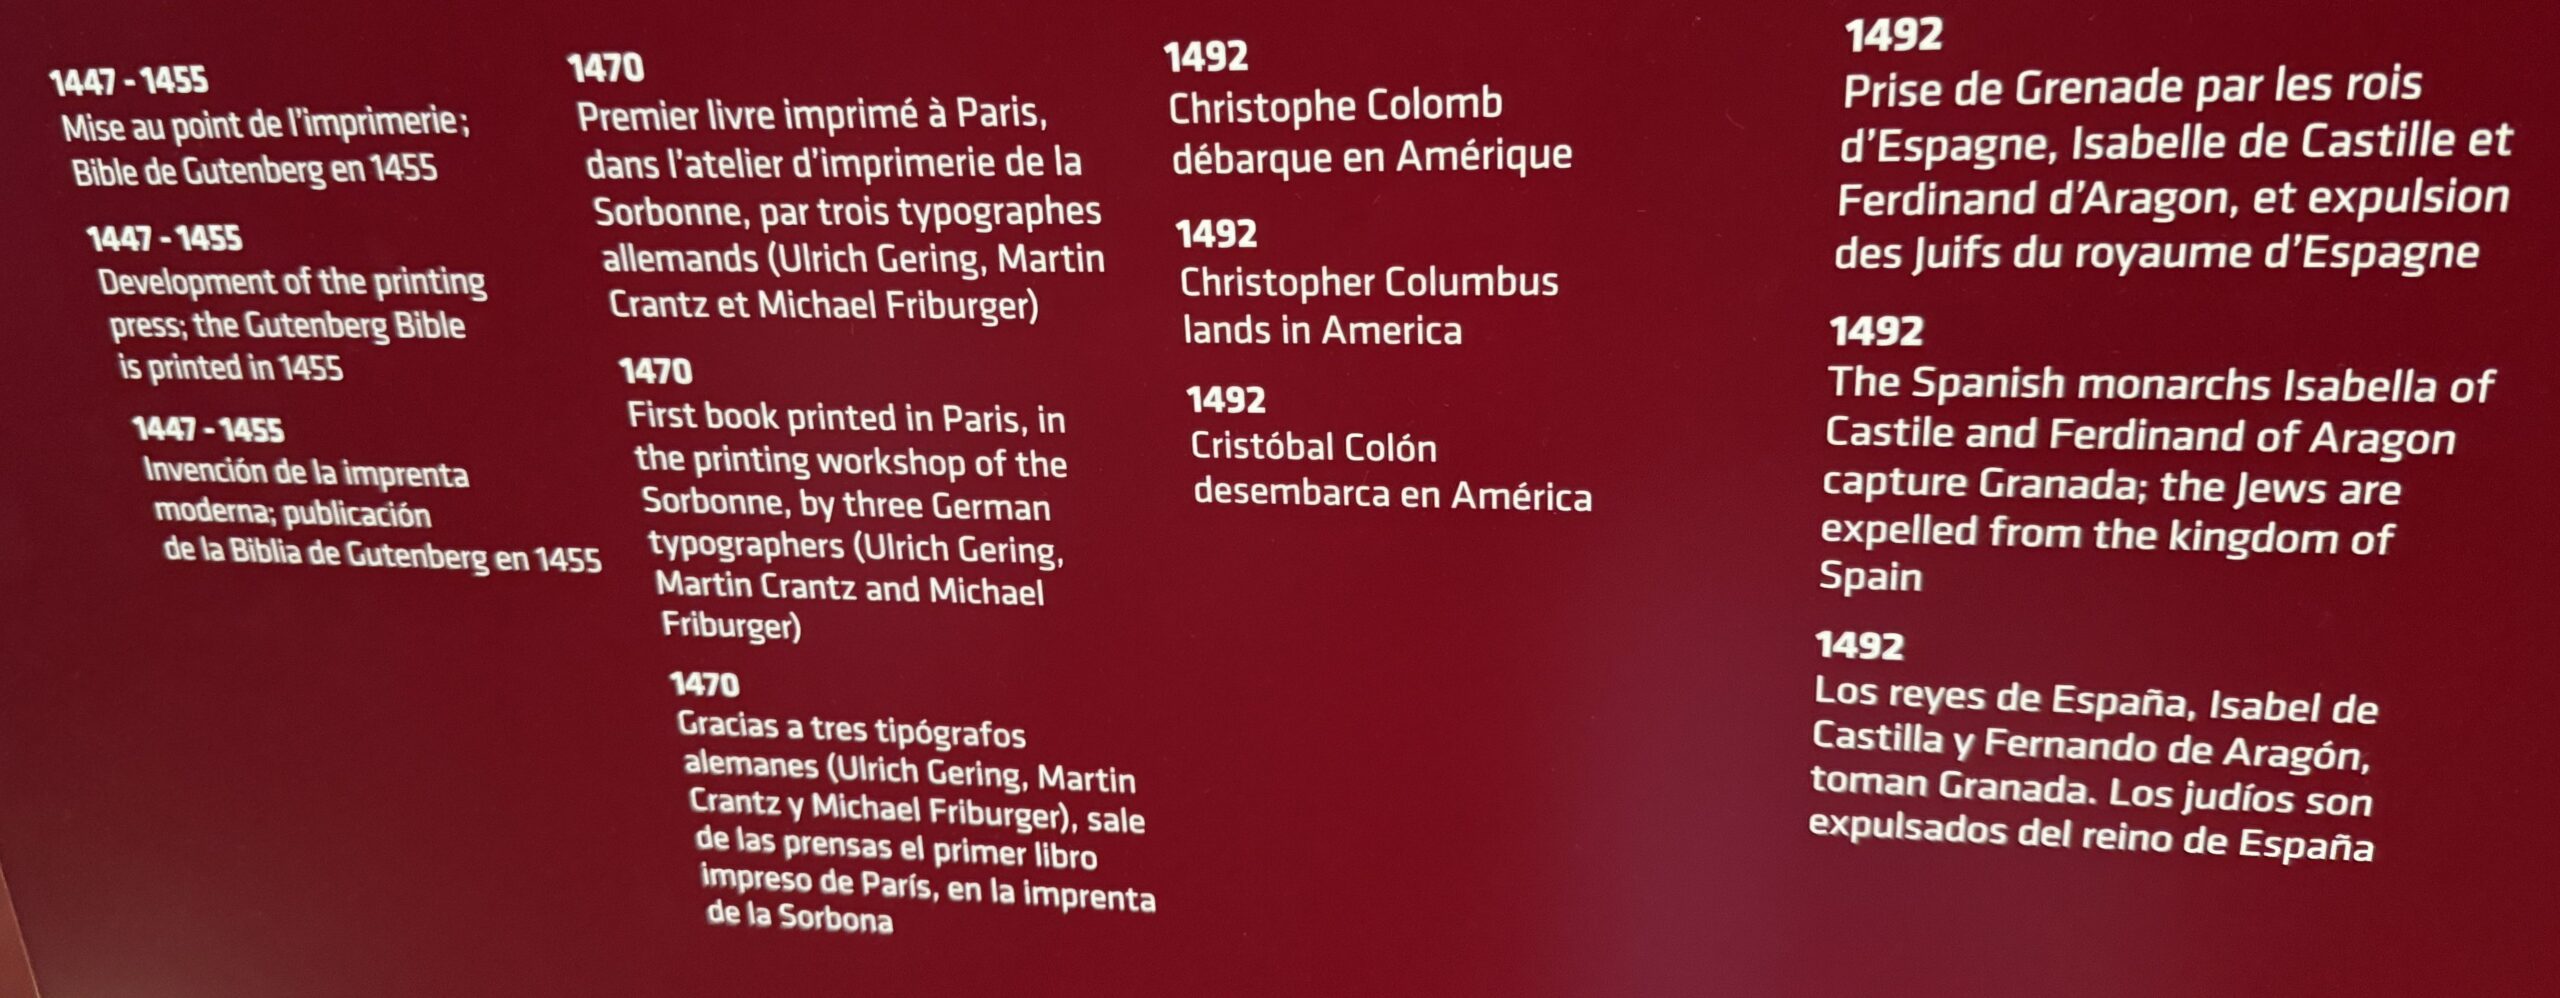 1447 - 1455
Mise au point de l'imprimerie ;
Bible de Gutenberg en 1455
1447 - 1455
Development of the printing
press; the Gutenberg Bible
is printed in 1455
1447 - 1455
Invención de la imprenta
moderna; publicación
de la Biblia de Gutenberg en 1455
1470
Premier livre imprimé à Paris,
dans l'atelier d'imprimerie de la
Sorbonne, par trois typographes
allemands (Ulrich Gering, Martin
Crantz et Michael Friburger)
1470
First book printed in Paris, in
the printing workshop of the
Sorbonne, by three German
typographers (Ulrich Gering,
Martin Crantz and Michael
Friburger)
1470
Gracias a tres tipógrafos
alemanes (Ulrich Gering, Martin
Crantz y Michael Friburger), sale
de las prensas el primer libro
impreso de París, en la imprenta
de la Sorbona
1492
Christophe Colomb
débarque en Amérique
1492
Christopher Columbus
lands in America
1492
Cristóbal Colón
desembarca en América
1492
Prise de Grenade par les rois
d'Espagne, Isabelle de Castille et
Ferdinand d'Aragon, et expulsion
des Juifs du royaume d'Espagne
1492
The Spanish monarchs Isabella of
Castile and Ferdinand of Aragon
capture Granada; the Jews are
expelled from the kingdom of
Spain
1492
Los reyes de España, Isabel de
Castilla y Fernando de Aragón,
toman Granada. Los judíos son
expulsados del reino de España